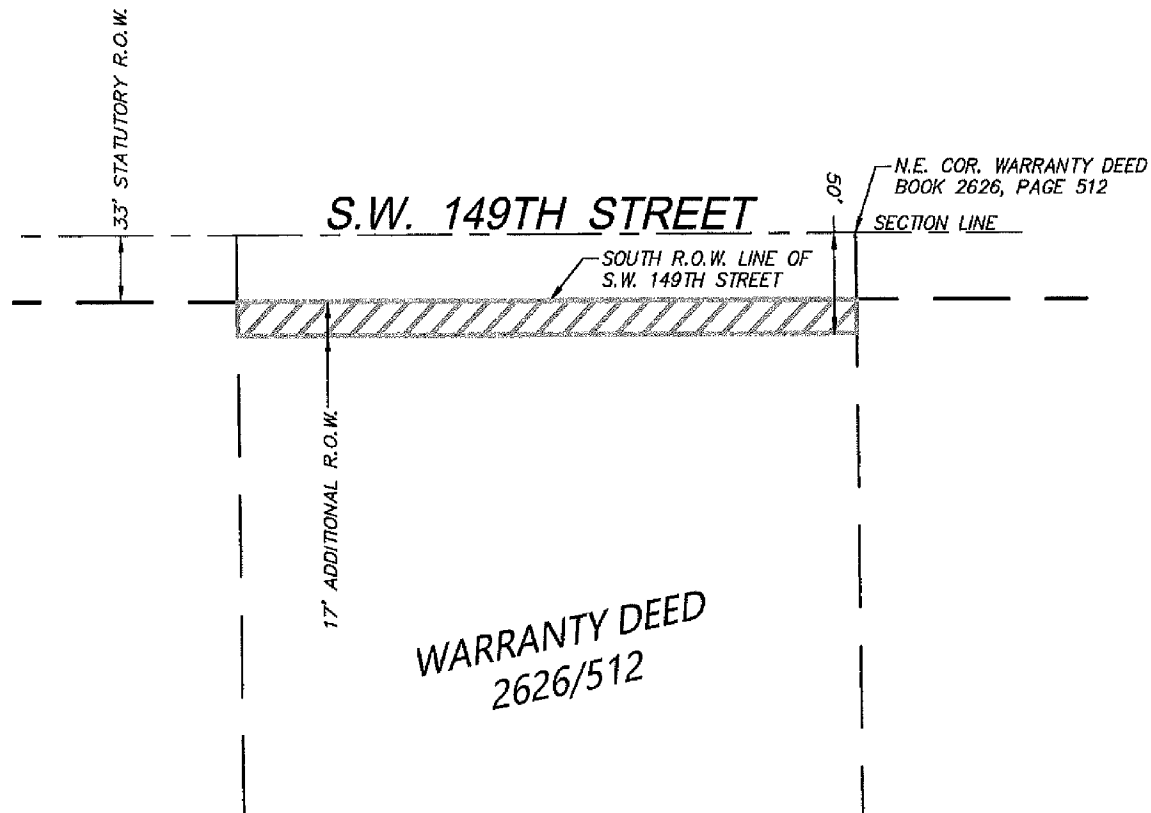 33' STATUTORY R.O.W.
S.W. 149TH STREET
50'
N.E. COR. WARRANTY DEED
BOOK 2626, PAGE 512
SECTION LINE
SOUTH R.O.W. LINE OF
S.W. 149TH STREET
17' ADDITIONAL R.O.W.
WARRANTY DEED
2626/512